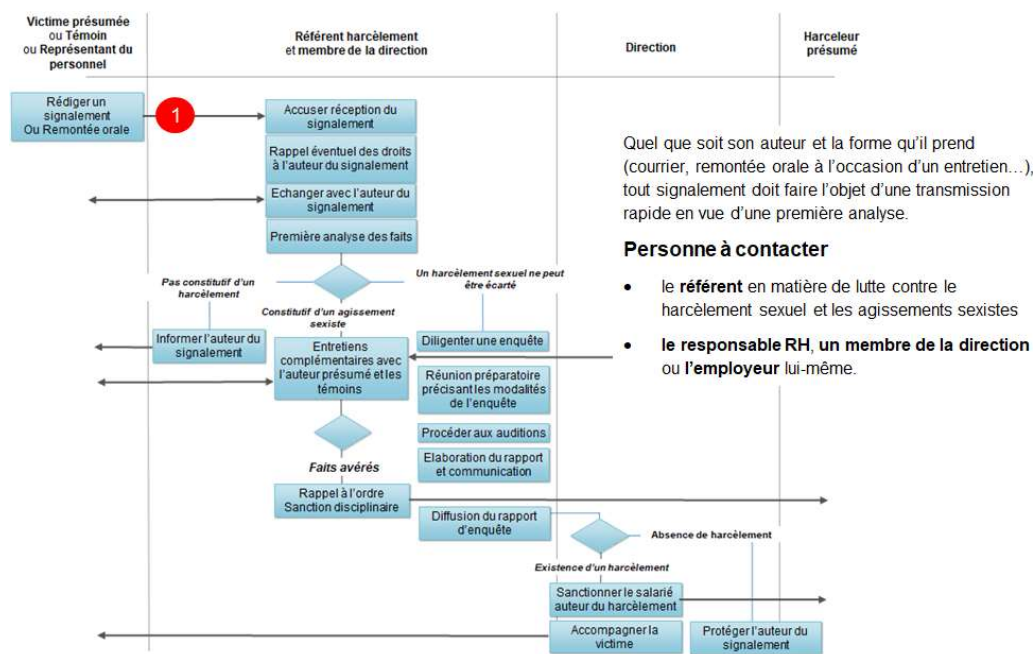 Victime présumée
ou Témoin
ou Représentant du
personnel
Référent harcèlement
et membre de la direction
Direction
Harceleur
présumé
Rédiger un
signalement
Ou Remontée orale
1
Accuser réception du
signalement
Rappel éventuel des droits
à l'auteur du signalement
Echanger avec l'auteur du
signalement
Première analyse des faits
Quel que soit son auteur et la forme qu'il prend
(courrier, remontée orale à l'occasion d'un entretien…),
tout signalement doit faire l'objet d'une transmission
rapide en vue d'une première analyse.
Personne à contacter
• le référent en matière de lutte contre le
harcèlement sexuel et les agissements sexistes
• le responsable RH, un membre de la direction
ou l'employeur lui-même.
Pas constitutif d'un
harcèlement
Un harcèlement sexuel ne peut
être écarté
Constitutif d'un agissement
sexiste
Informer l'auteur du
signalement
Entretiens
complémentaires avec
l'auteur présumé et les
témoins
Diligenter une enquête
Réunion préparatoire
précisant les modalités
de l'enquête
Procéder aux auditions
Elaboration du rapport
et communication
Faits avérés
Rappel à l'ordre
Sanction disciplinaire
Diffusion du rapport
d'enquête
Absence de harcèlement
Existence d'un harcèlement
Sanctionner le salarié
auteur du harcèlement
Accompagner la
victime
Protéger l'auteur du
signalement